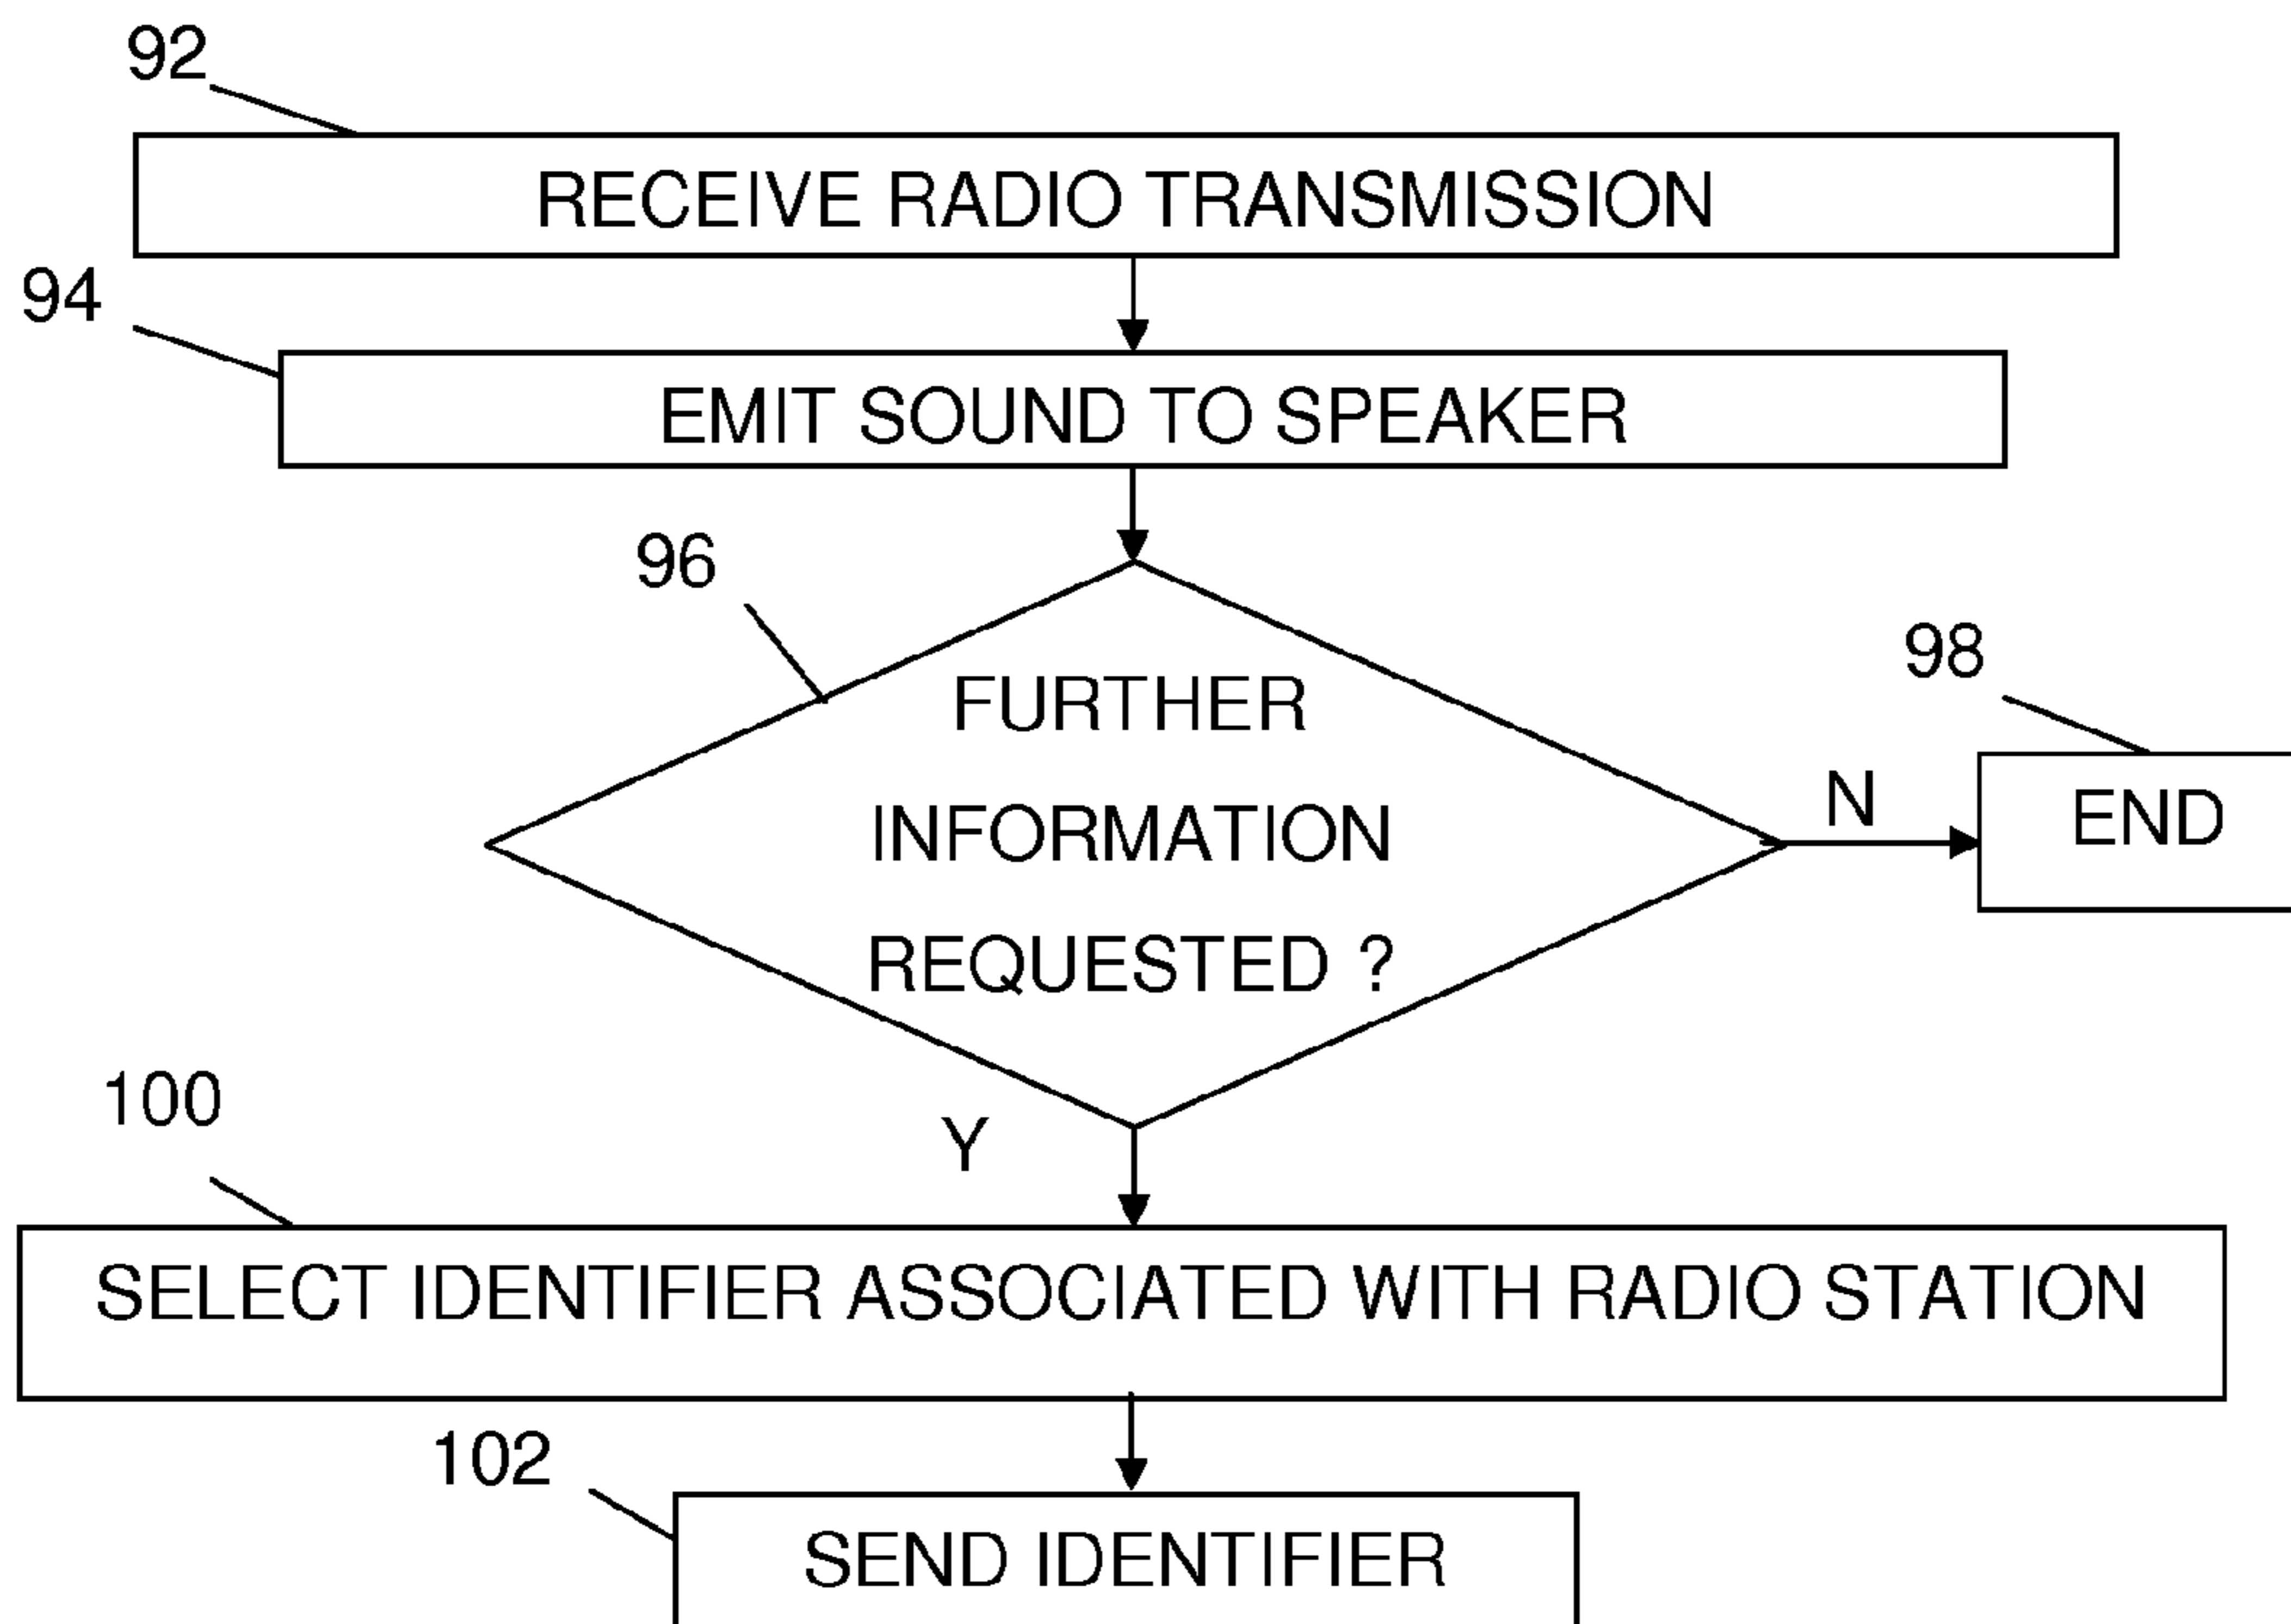 92
RECEIVE RADIO TRANSMISSION
94
EMIT SOUND TO SPEAKER
96
FURTHER
INFORMATION
REQUESTED ?
98
N
END
Y
100
SELECT IDENTIFIER ASSOCIATED WITH RADIO STATION
102
SEND IDENTIFIER